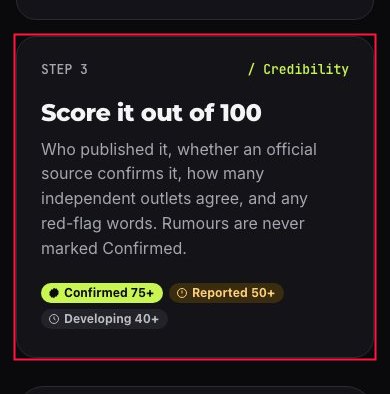 STEP 3
/ Credibility
Score it out of 100
Who published it, whether an official
source confirms it, how many
independent outlets agree, and any
red-flag words. Rumours are never
marked Confirmed.
Confirmed 75+
Reported 50+
Developing 40+